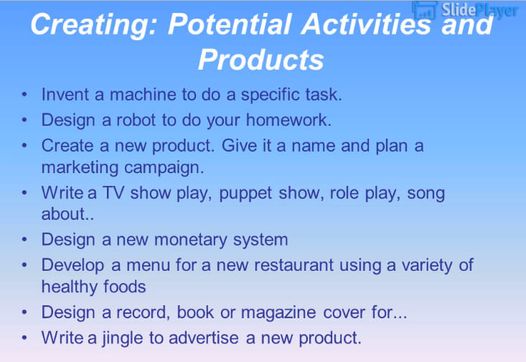 SlidePlayer
Creating: Potential Activities and
Products
• Invent a machine to do a specific task.
• Design a robot to do your homework.
• Create a new product. Give it a name and plan a
marketing campaign.
• Write a TV show play, puppet show, role play, song
about..
• Design a new monetary system
• Develop a menu for a new restaurant using a variety of
healthy foods
• Design a record, book or magazine cover for...
• Write a jingle to advertise a new product.